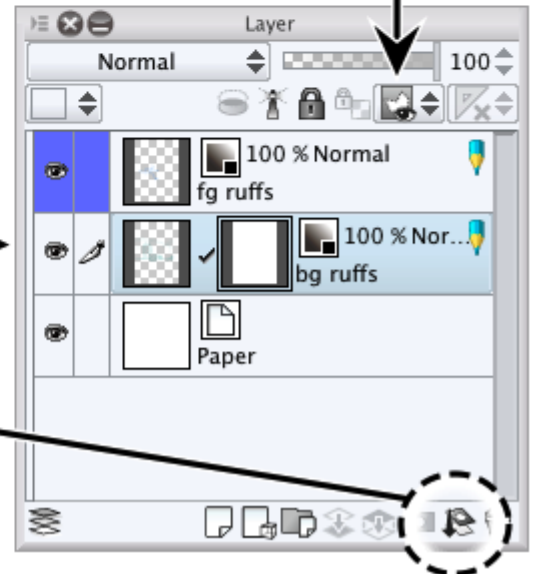 Layer
Normal 100
100 % Normal
fg ruffs
100 % Nor...
bg ruffs
Paper